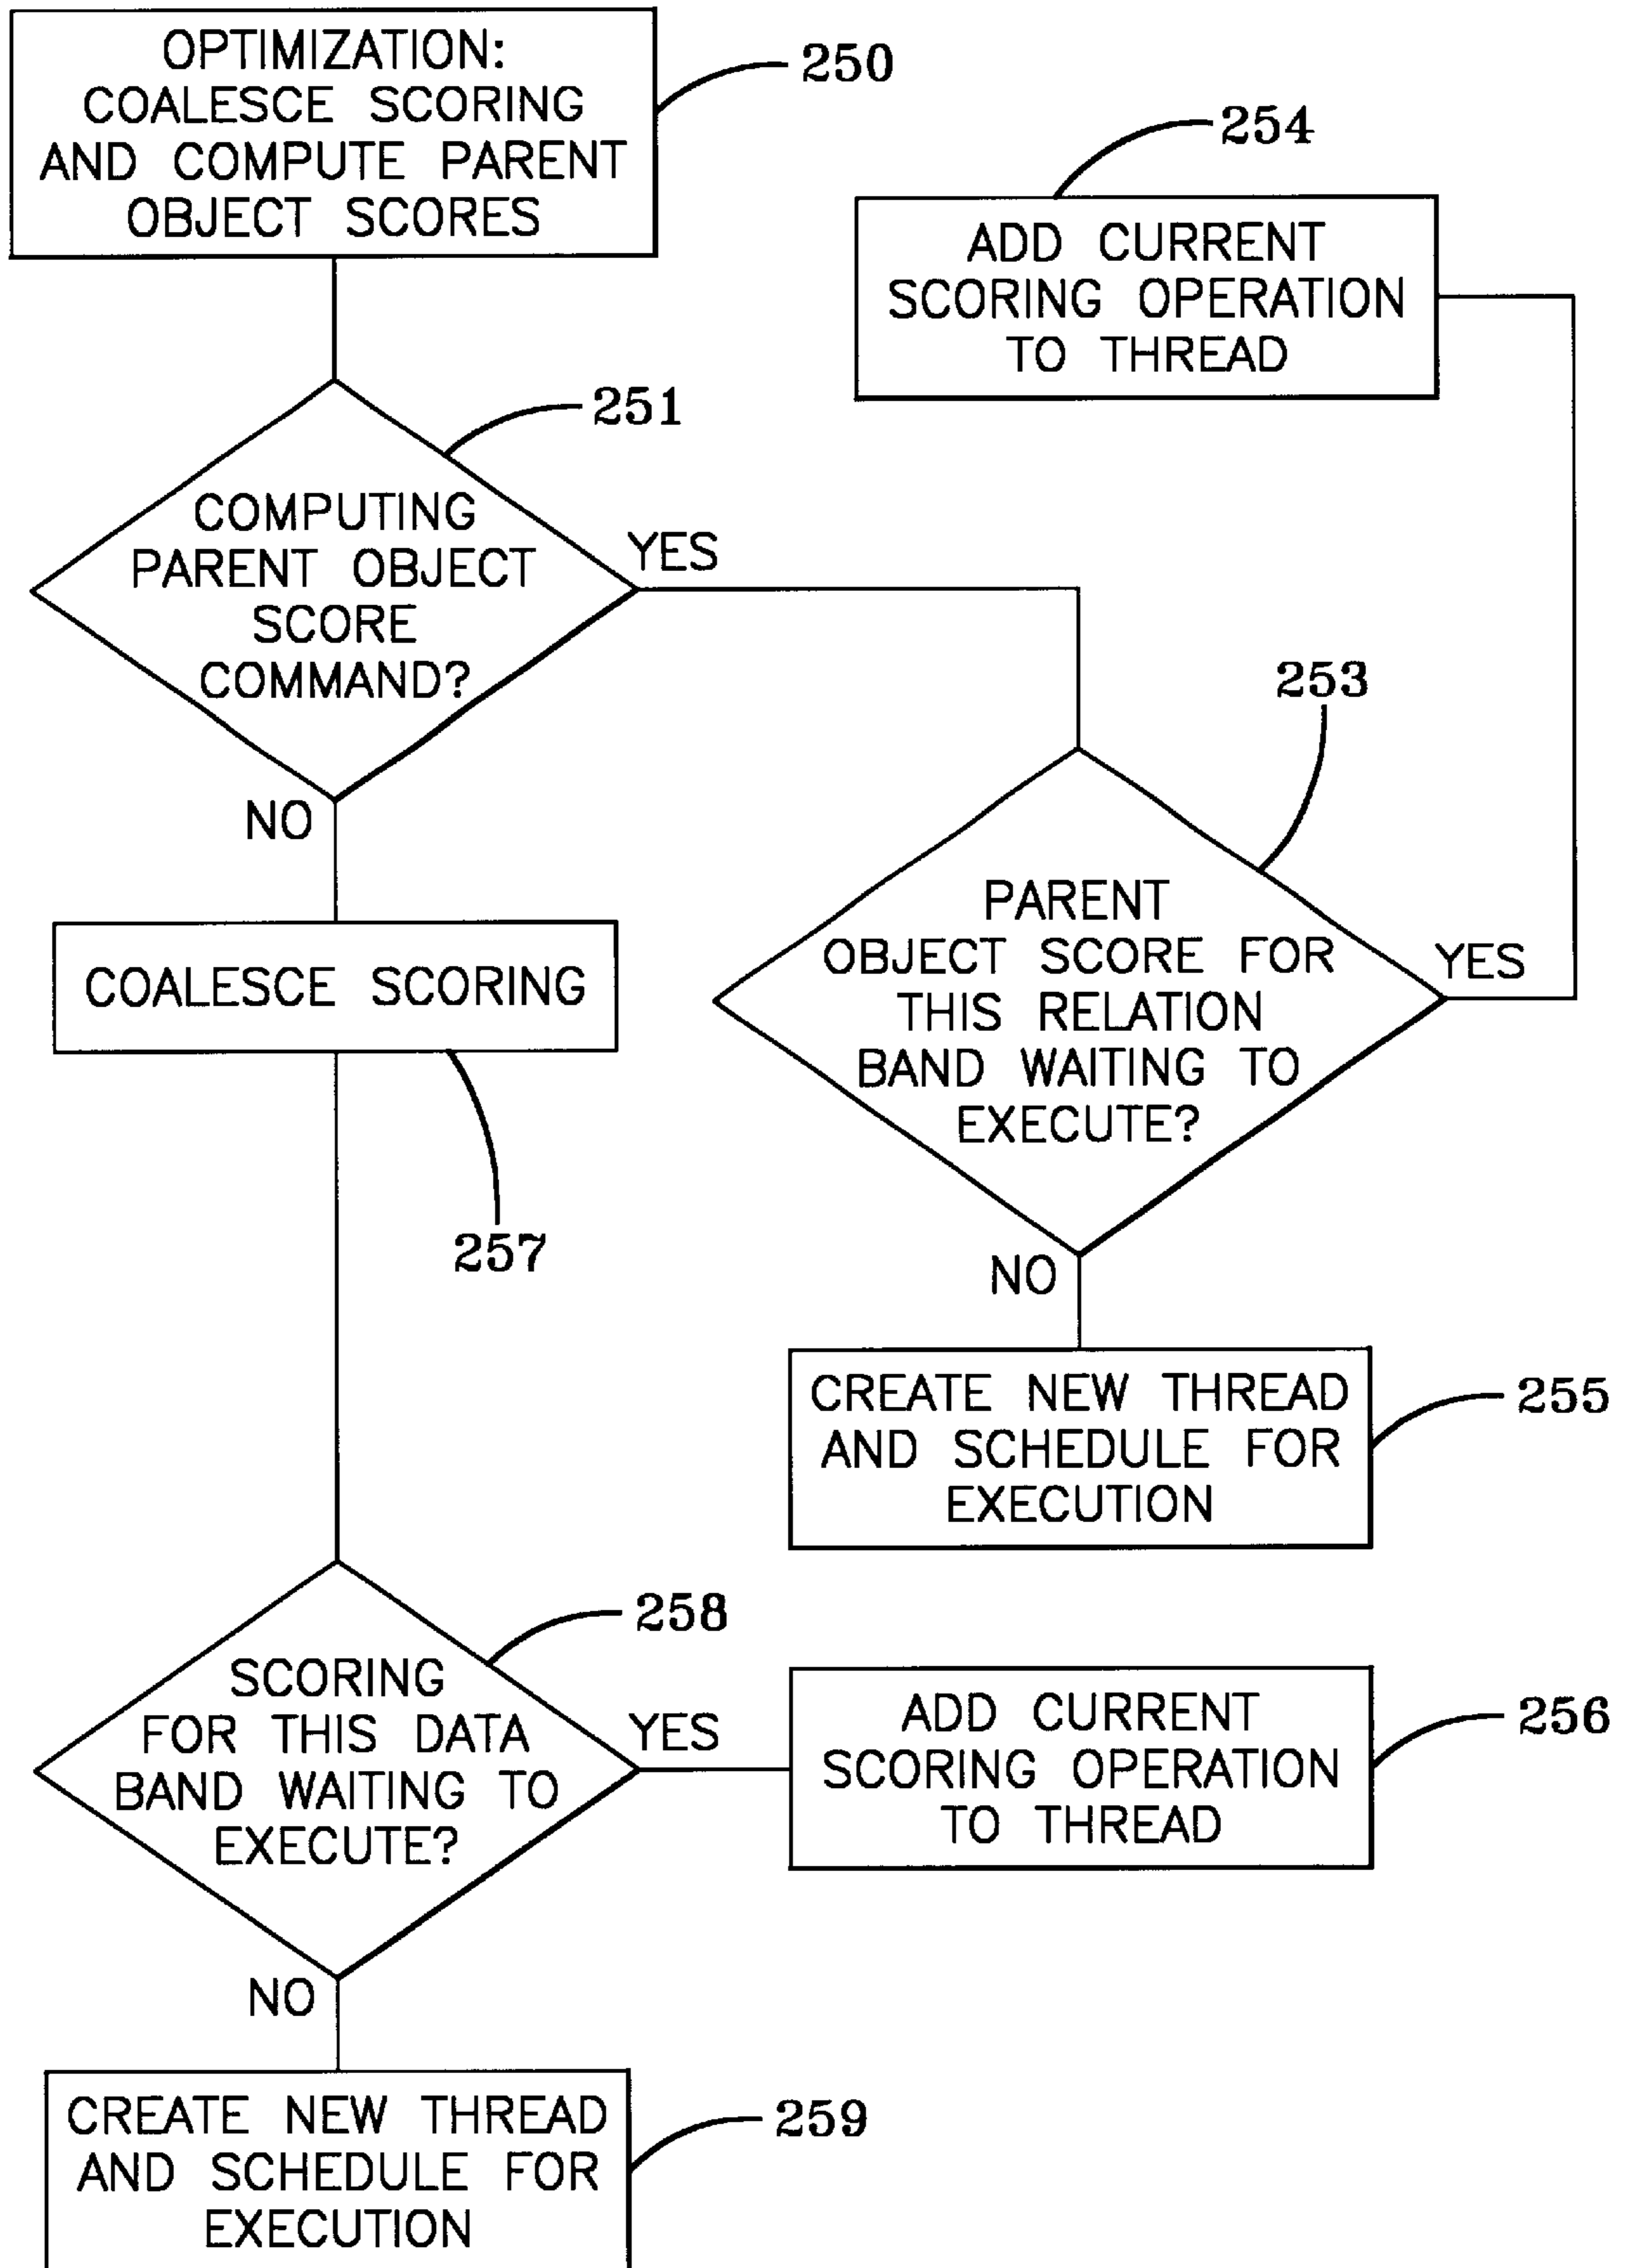 OPTIMIZATION:
COALESCE SCORING
AND COMPUTE PARENT
OBJECT SCORES
250
254
ADD CURRENT
SCORING OPERATION
TO THREAD
251
COMPUTING
PARENT OBJECT
SCORE
COMMAND?
YES
NO
253
PARENT
OBJECT SCORE FOR
THIS RELATION
BAND WAITING TO
EXECUTE?
YES
NO
COALESCE SCORING
257
CREATE NEW THREAD
AND SCHEDULE FOR
EXECUTION
255
258
SCORING
FOR THIS DATA
BAND WAITING TO
EXECUTE?
YES
NO
ADD CURRENT
SCORING OPERATION
TO THREAD
256
CREATE NEW THREAD
AND SCHEDULE FOR
EXECUTION
259